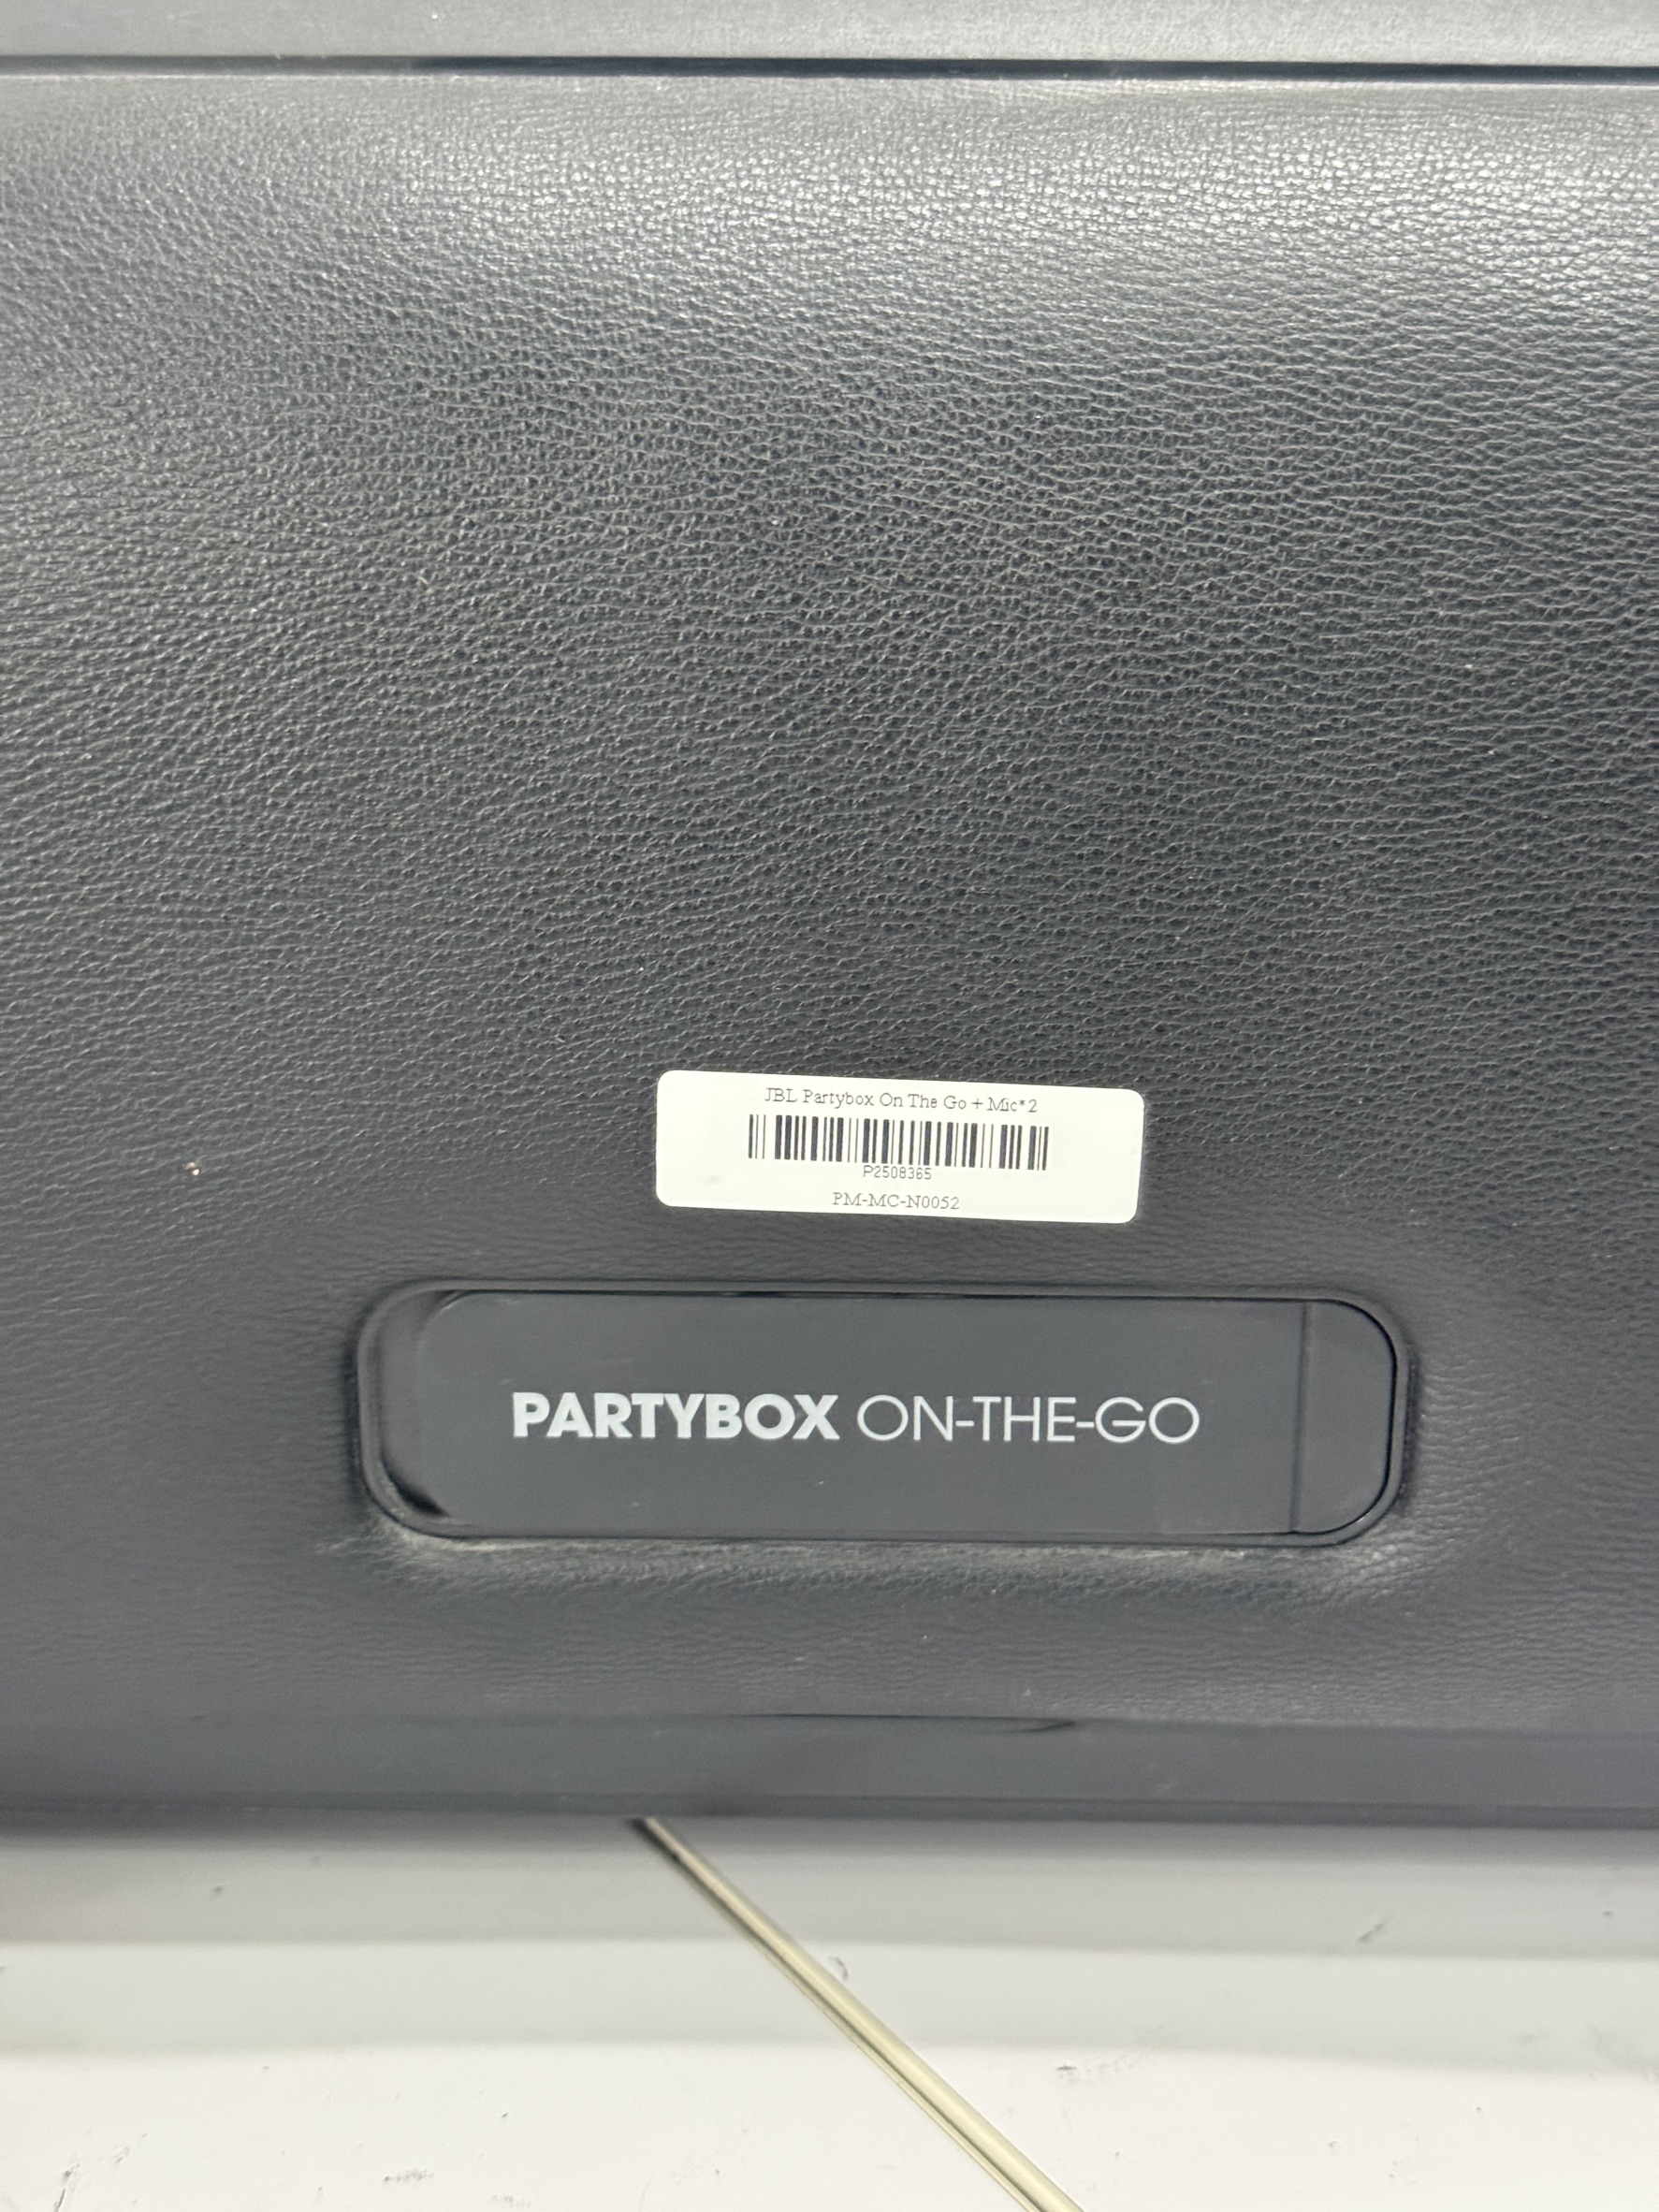 JBL Partybox On The Go + Mic*2
P2508365
PM-MC-N0052
PARTYBOX ON-THE-GO